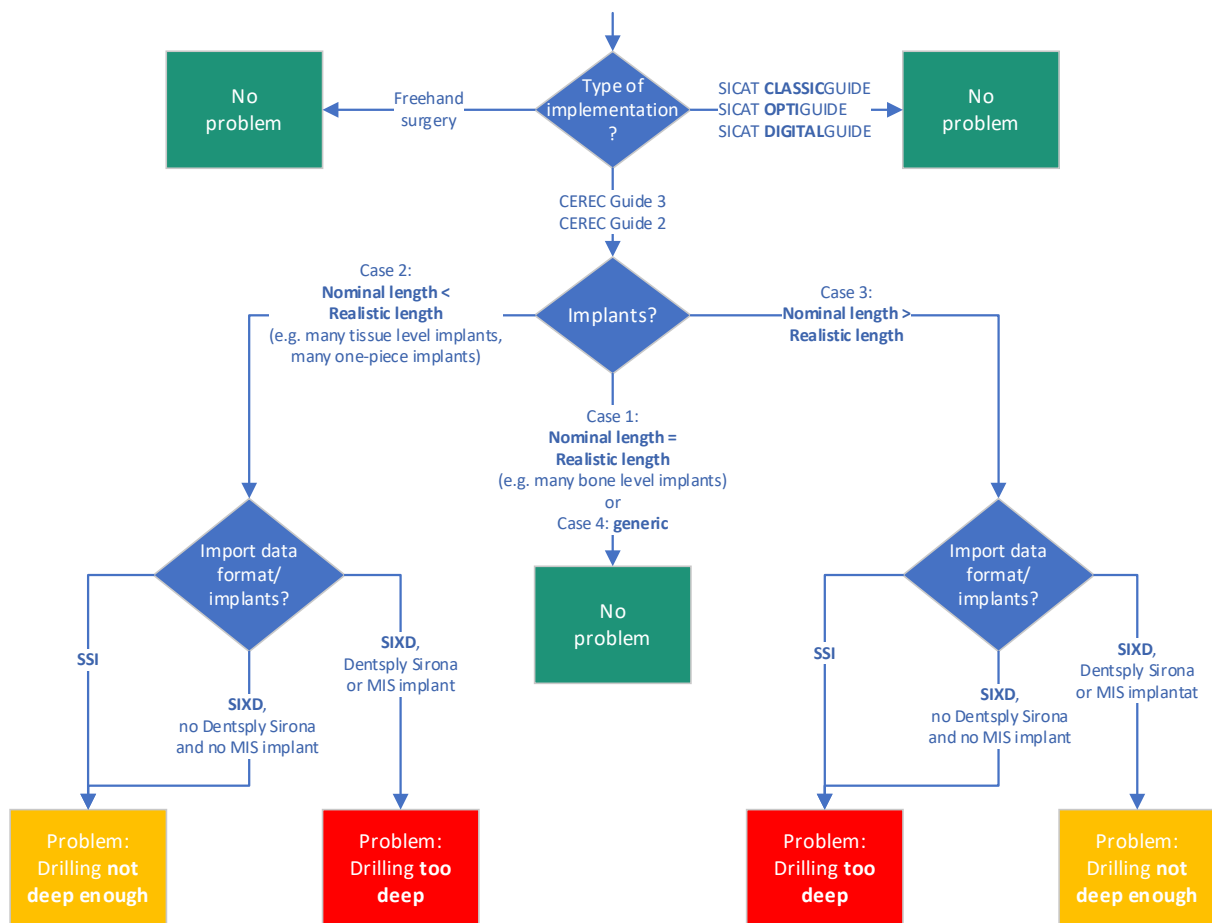 No
problem
Freehand
surgery
Type of
implementation
?
SICAT CLASSICGUIDE
SICAT OPTIGUIDE
SICAT DIGITALGUIDE
No
problem
CEREC Guide 3
CEREC Guide 2
Case 2:
Nominal length <
Realistic length
(e.g. many tissue level implants,
many one-piece implants)
Implants?
Case 3:
Nominal length >
Realistic length
Case 1:
Nominal length =
Realistic length
(e.g. many bone level implants)
or
Case 4: generic
Import data
format/
implants?
No
problem
Import data
format/
implants?
SSI
SIXD,
no Dentsply Sirona
and no MIS implant
SIXD,
Dentsply Sirona
or MIS implant
SSI
SIXD,
no Dentsply Sirona
and no MIS implant
SIXD,
Dentsply Sirona
or MIS implantat
Problem:
Drilling not
deep enough
Problem:
Drilling too
deep
Problem:
Drilling too
deep
Problem:
Drilling not
deep enough